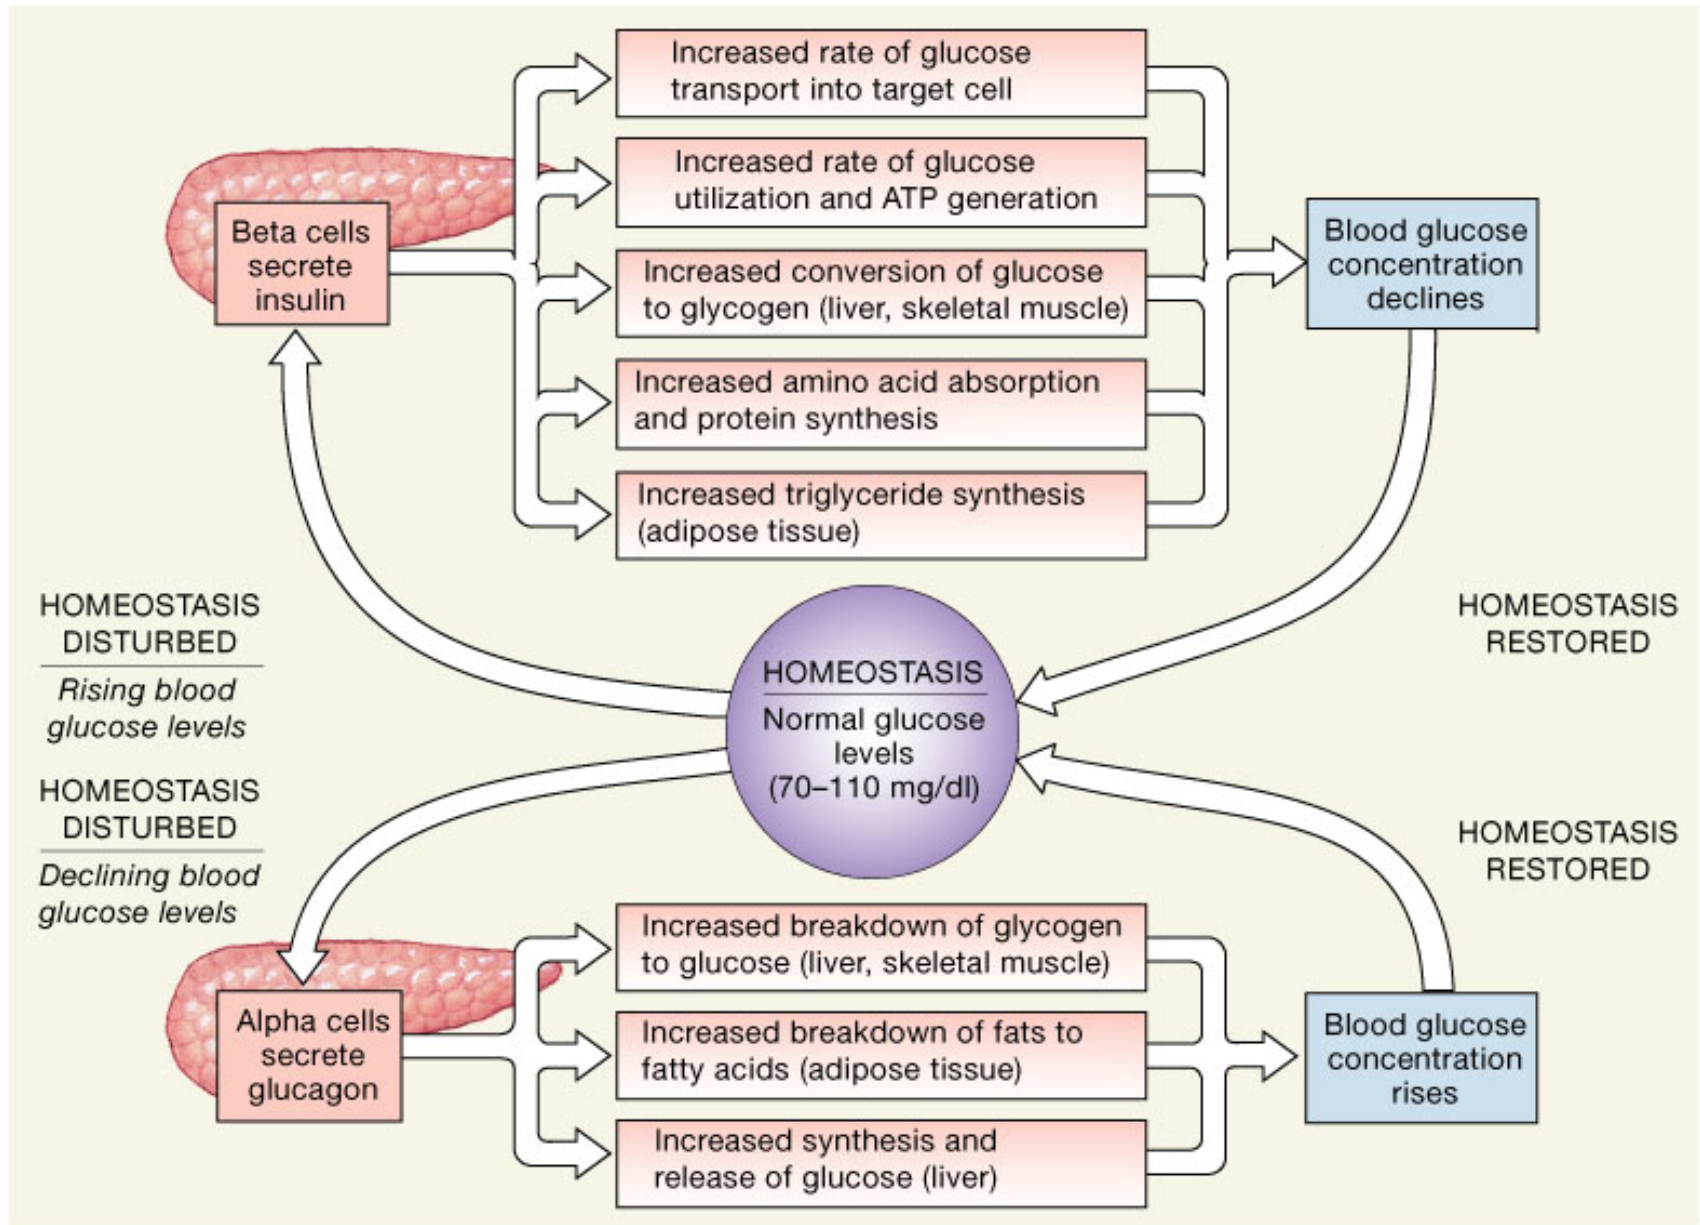 Increased rate of glucose
transport into target cell
Increased rate of glucose
utilization and ATP generation
Beta cells
secrete
insulin
Increased conversion of glucose
to glycogen (liver, skeletal muscle)
Blood glucose
concentration
declines
Increased amino acid absorption
and protein synthesis
Increased triglyceride synthesis
(adipose tissue)
HOMEOSTASIS
DISTURBED
Rising blood
glucose levels
HOMEOSTASIS
Normal glucose
levels
(70–110 mg/dl)
HOMEOSTASIS
RESTORED
HOMEOSTASIS
DISTURBED
Declining blood
glucose levels
HOMEOSTASIS
RESTORED
Alpha cells
secrete
glucagon
Increased breakdown of glycogen
to glucose (liver, skeletal muscle)
Increased breakdown of fats to
fatty acids (adipose tissue)
Increased synthesis and
release of glucose (liver)
Blood glucose
concentration
rises